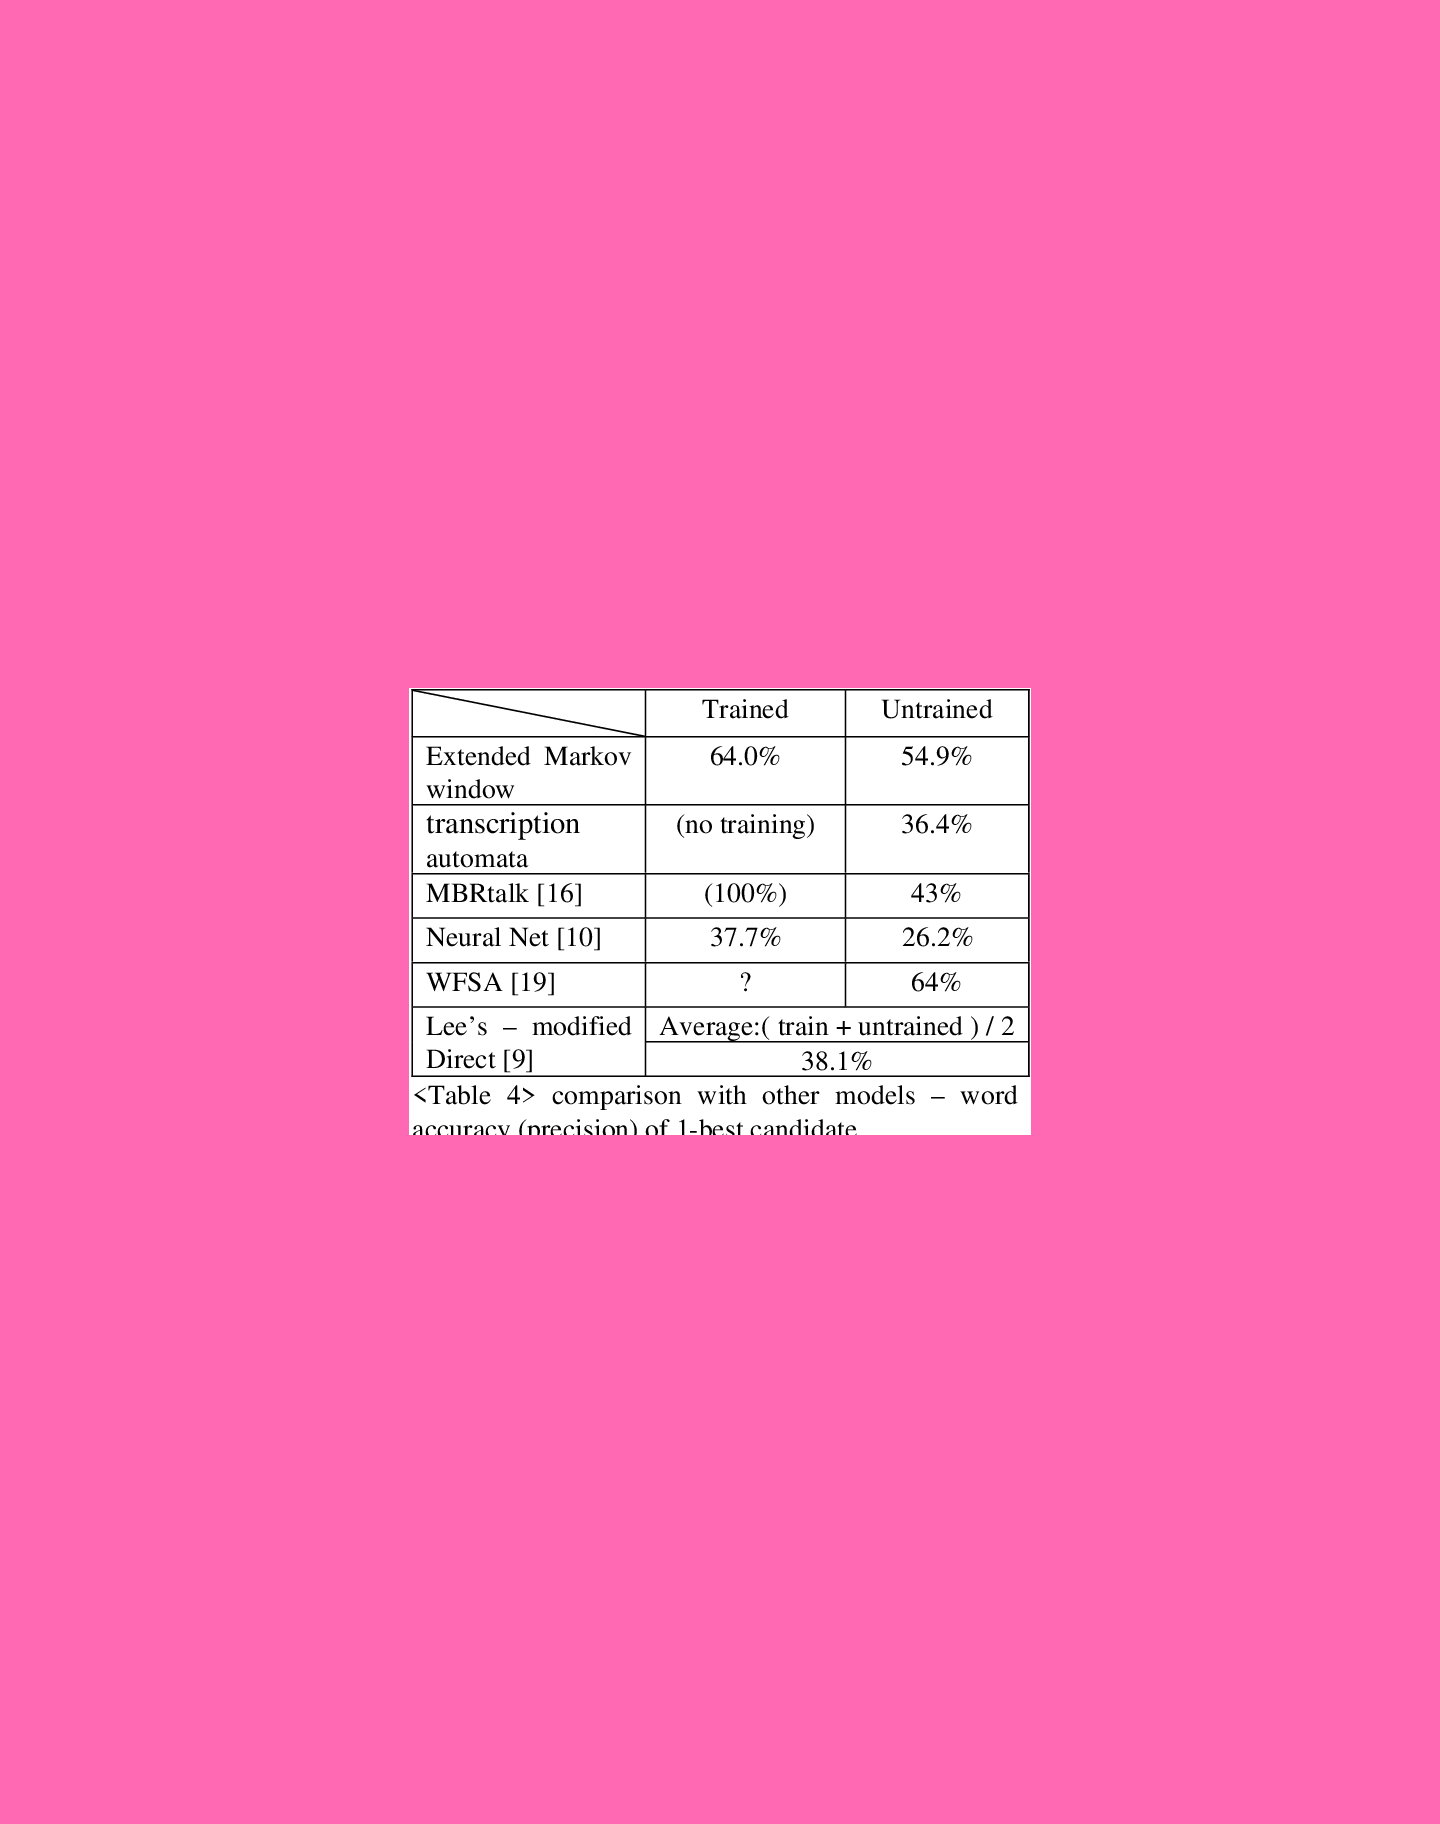 Trained Untrained
Extended Markov 64.0% 54.9%
window
transcription (no training) 36.4%
automata
MBRtalk [16] (100%) 43%
Neural Net [10] 37.7% 26.2%
WFSA [19] ? 64%
Lee's – modified Average:( train + untrained ) / 2
Direct [9] 38.1%
<Table 4> comparison with other models – word
accuracy (precision) of 1-best candidate